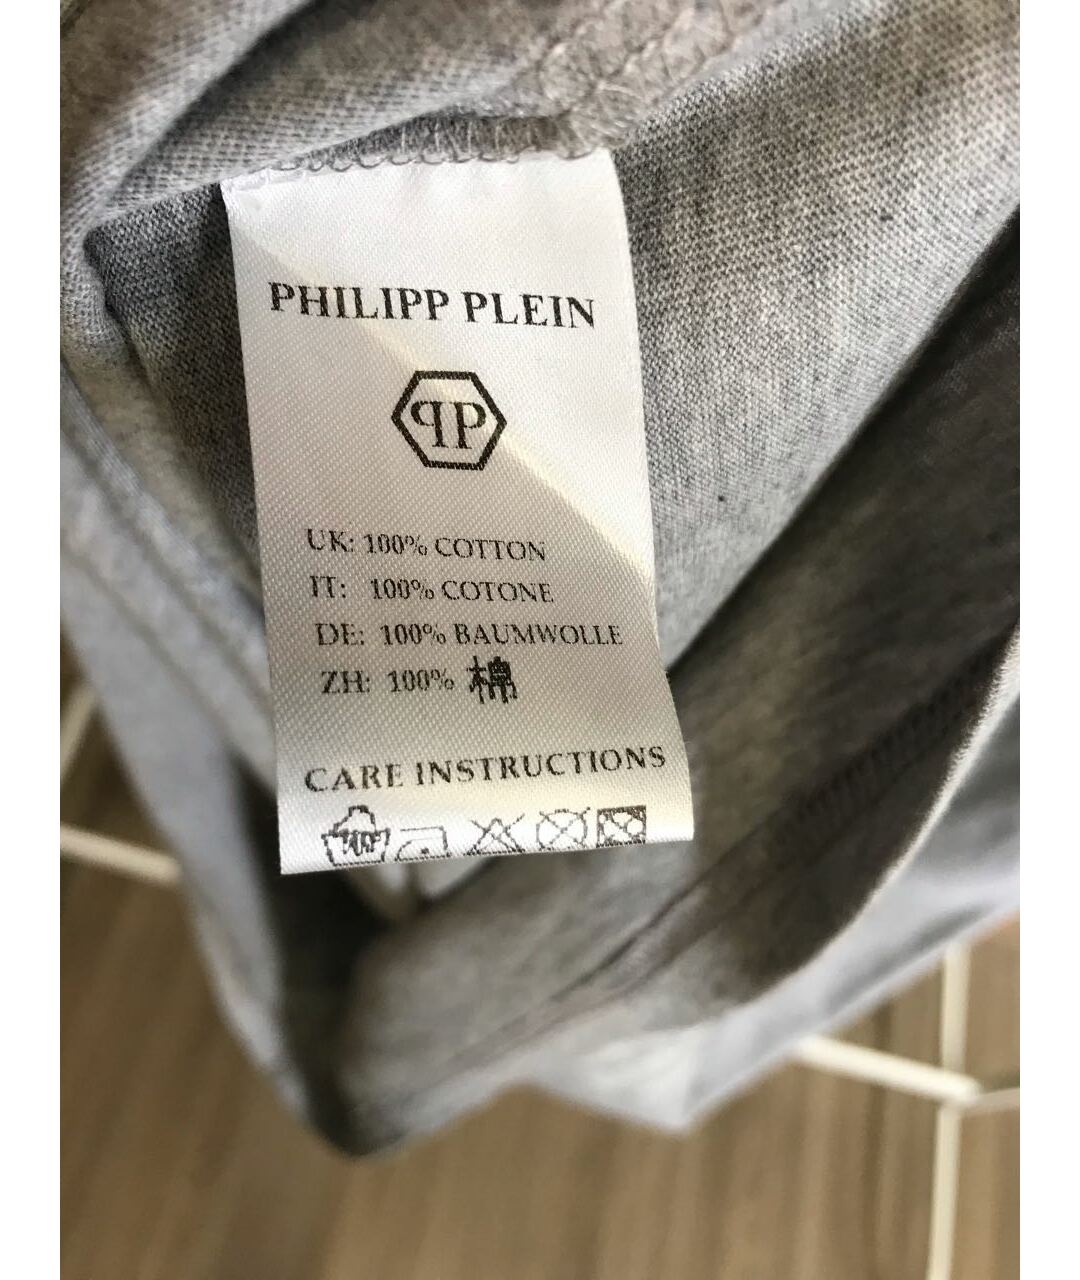 PHILIPP PLEIN
PP
UK: 100% COTTON
IT: 100% COTONE
DE: 100% BAUMWOLLE
ZH: 100% 棉
CARE INSTRUCTIONS